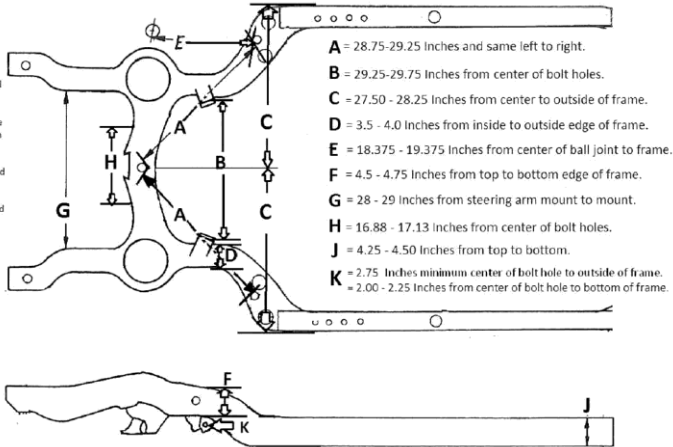 E
A = 28.75-29.25 Inches and same left to right.
B = 29.25-29.75 Inches from center of bolt holes.
C = 27.50 - 28.25 Inches from center to outside of frame.
D = 3.5 - 4.0 Inches from inside to outside edge of frame.
E = 18.375 - 19.375 Inches from center of ball joint to frame.
F = 4.5 - 4.75 Inches from top to bottom edge of frame.
G = 28 - 29 Inches from steering arm mount to mount.
H = 16.88 - 17.13 Inches from center of bolt holes.
J = 4.25 - 4.50 Inches from top to bottom.
K = 2.75 Inches minimum center of bolt hole to outside of frame.
= 2.00 - 2.25 Inches from center of bolt hole to bottom of frame.
A
C
H
B
G
A
C
D
F
K
J